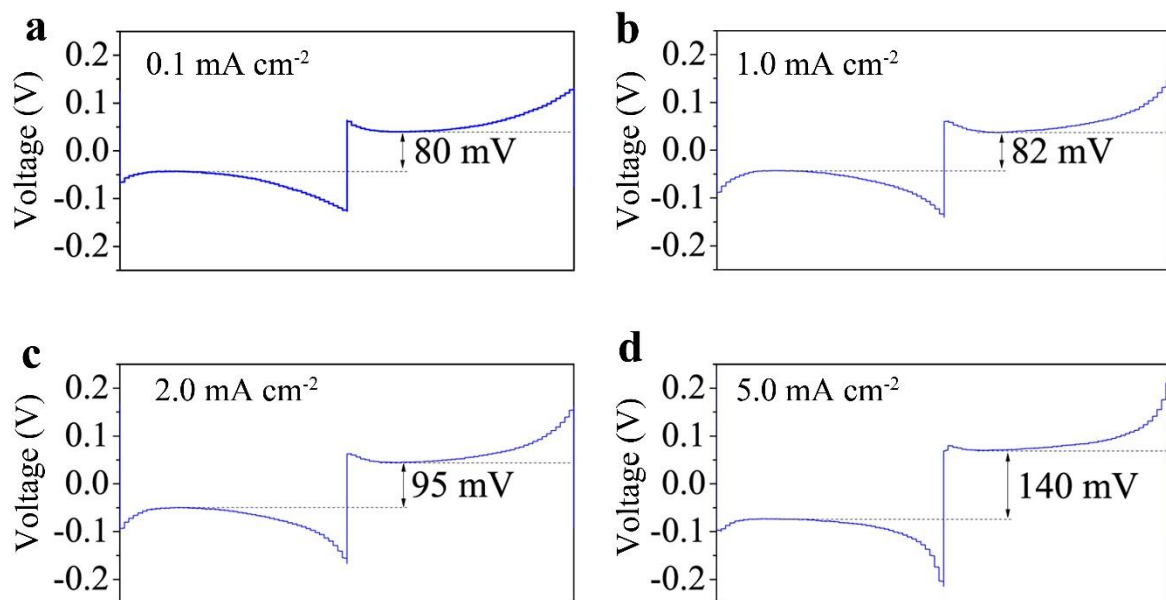 a
0.1 mA cm⁻²
Voltage (V)
0.2
0.1
0.0
-0.1
-0.2
80 mV
b
1.0 mA cm⁻²
Voltage (V)
0.2
0.1
0.0
-0.1
-0.2
82 mV
c
2.0 mA cm⁻²
Voltage (V)
0.2
0.1
0.0
-0.1
-0.2
95 mV
d
5.0 mA cm⁻²
Voltage (V)
0.2
0.1
0.0
-0.1
-0.2
140 mV